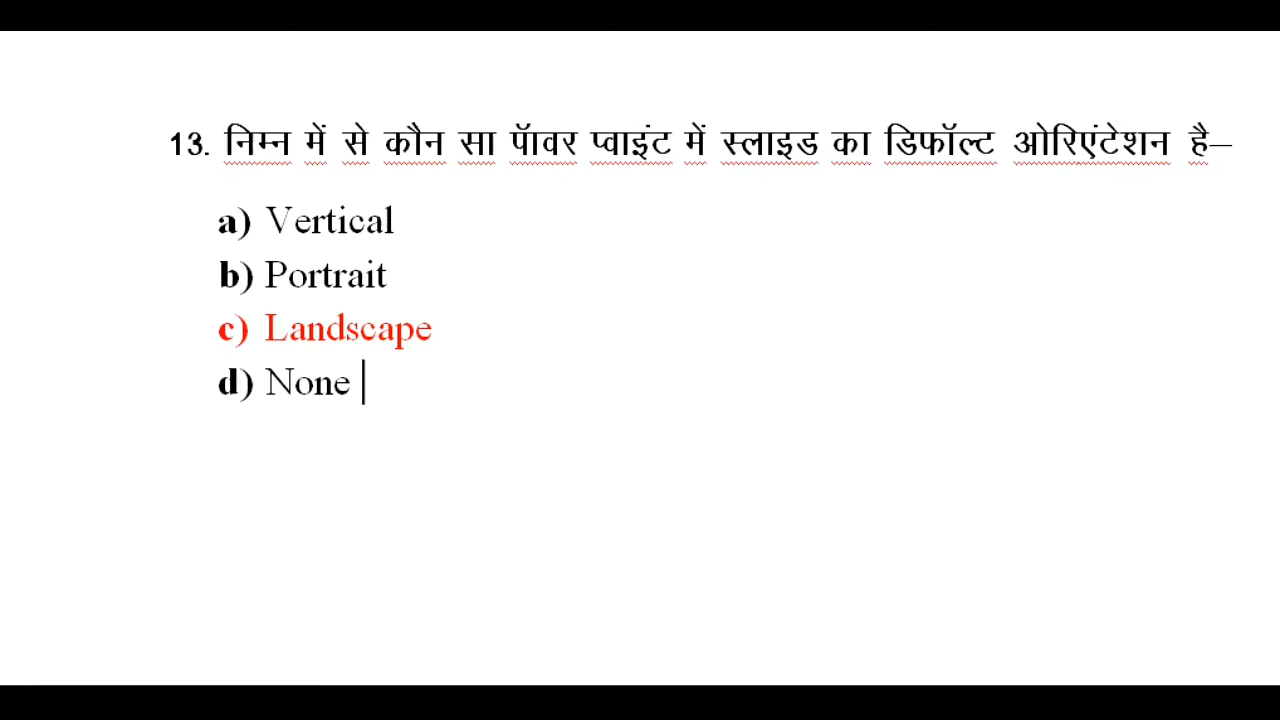 13. निम्न में से कौन सा पॉवर प्वाइंट में स्लाइड का डिफॉल्ट ओरिएंटेशन है–
a) Vertical
b) Portrait
c) Landscape
d) None